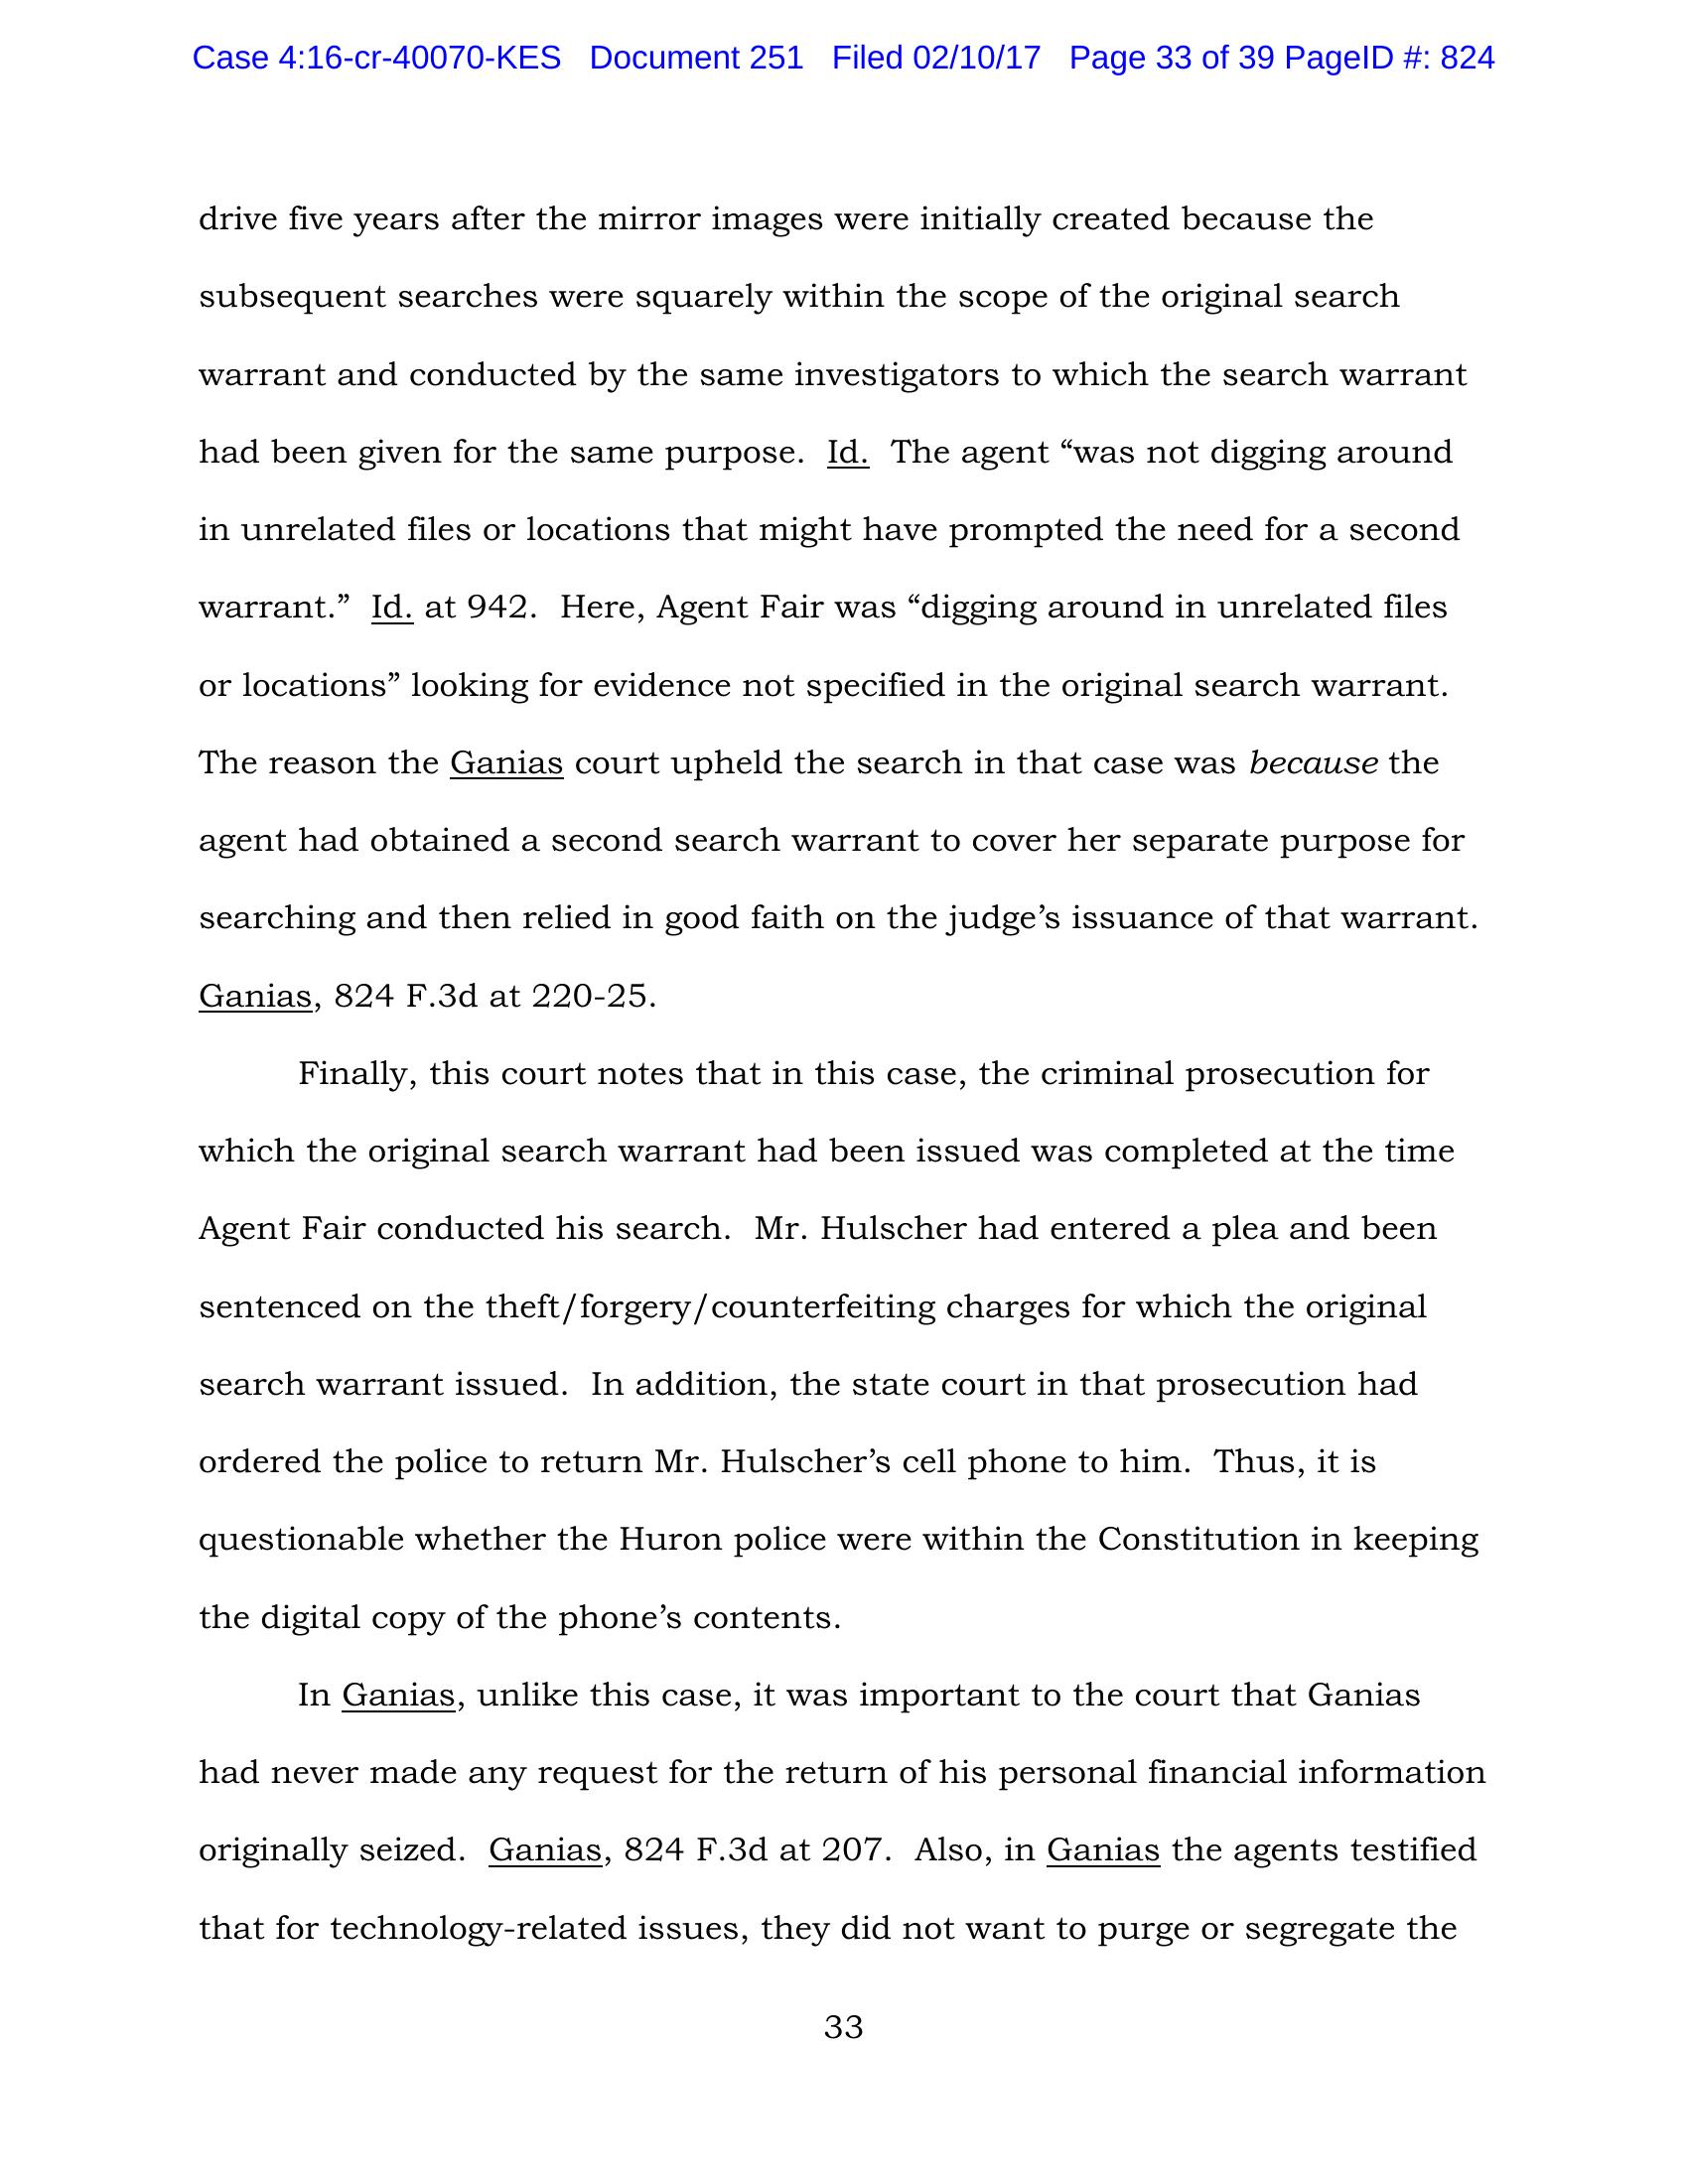 Case 4:16-cr-40070-KES Document 251 Filed 02/10/17 Page 33 of 39 PageID #: 824
drive five years after the mirror images were initially created because the
subsequent searches were squarely within the scope of the original search
warrant and conducted by the same investigators to which the search warrant
had been given for the same purpose. Id. The agent “was not digging around
in unrelated files or locations that might have prompted the need for a second
warrant.” Id. at 942. Here, Agent Fair was “digging around in unrelated files
or locations” looking for evidence not specified in the original search warrant.
The reason the Ganias court upheld the search in that case was because the
agent had obtained a second search warrant to cover her separate purpose for
searching and then relied in good faith on the judge’s issuance of that warrant.
Ganias, 824 F.3d at 220-25.
Finally, this court notes that in this case, the criminal prosecution for
which the original search warrant had been issued was completed at the time
Agent Fair conducted his search. Mr. Hulscher had entered a plea and been
sentenced on the theft/forgery/counterfeiting charges for which the original
search warrant issued. In addition, the state court in that prosecution had
ordered the police to return Mr. Hulscher’s cell phone to him. Thus, it is
questionable whether the Huron police were within the Constitution in keeping
the digital copy of the phone’s contents.
In Ganias, unlike this case, it was important to the court that Ganias
had never made any request for the return of his personal financial information
originally seized. Ganias, 824 F.3d at 207. Also, in Ganias the agents testified
that for technology-related issues, they did not want to purge or segregate the
33